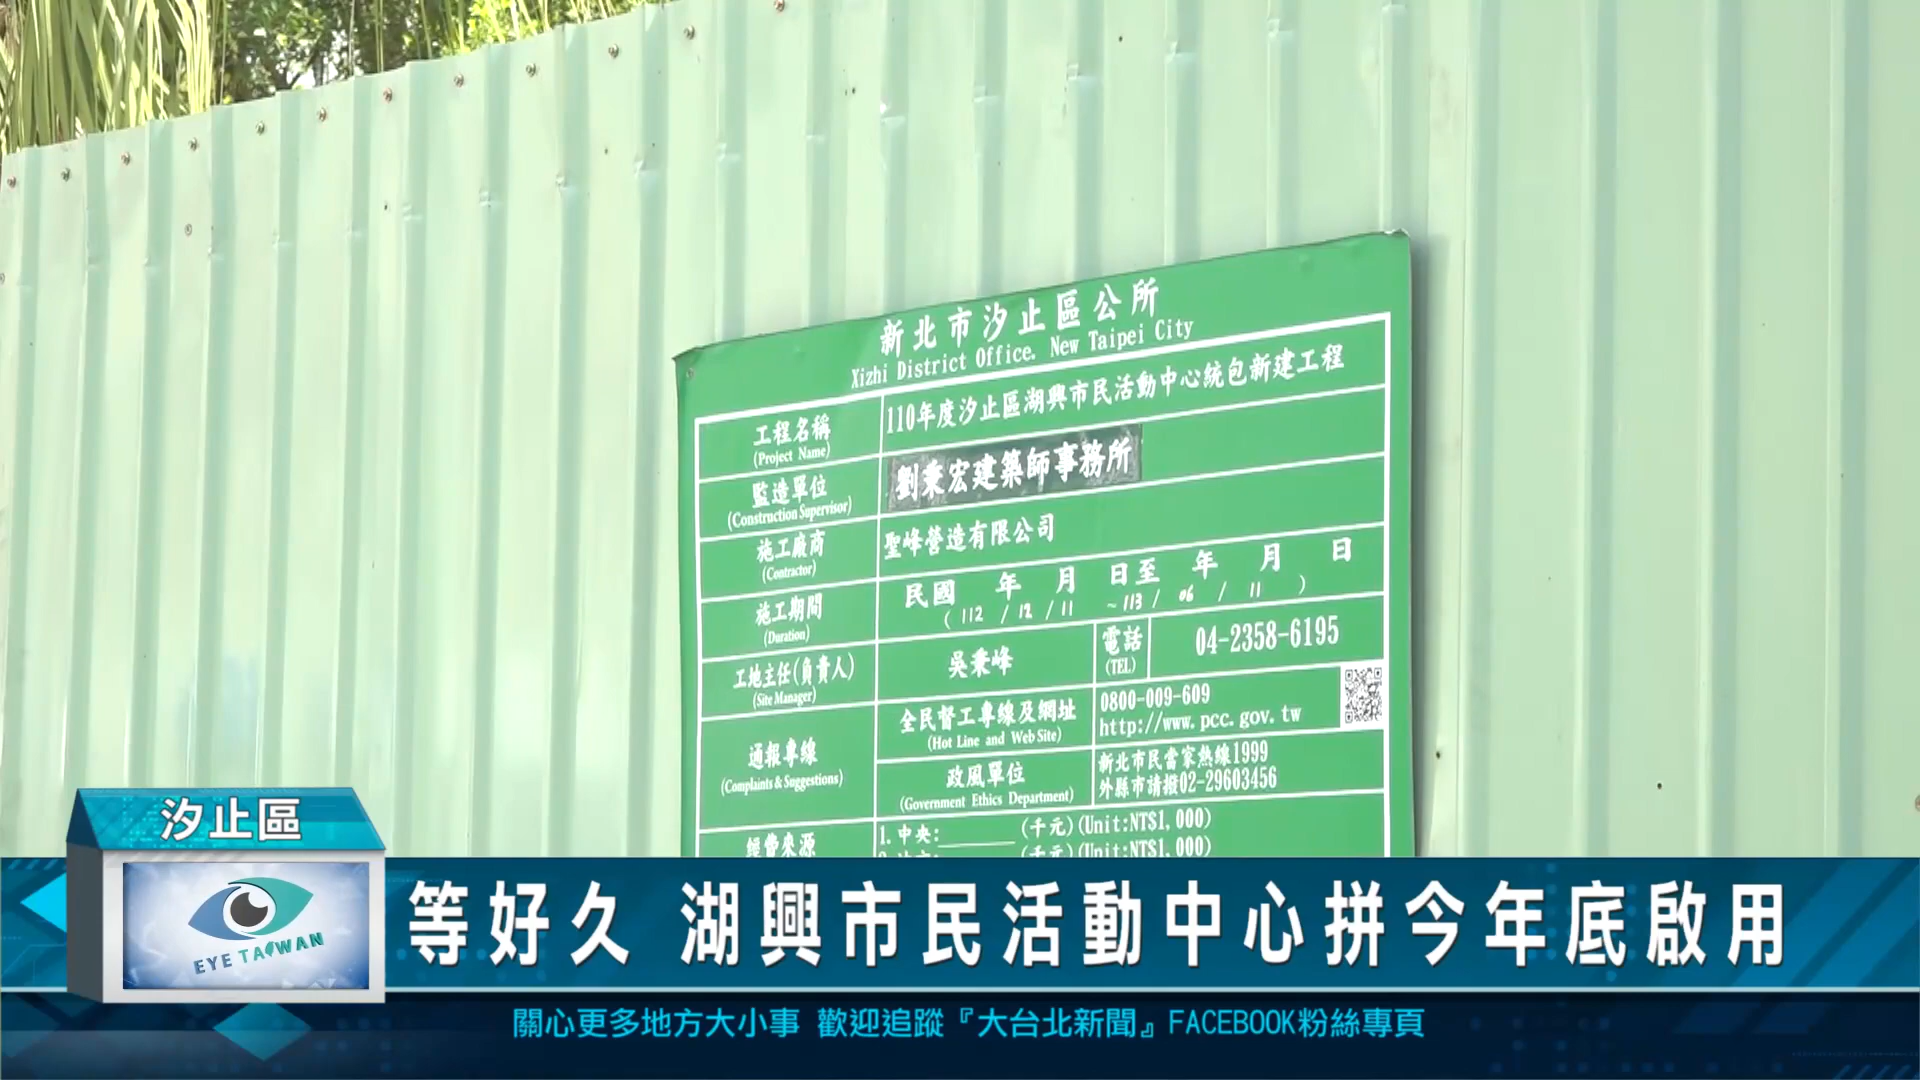 新北市汐止區公所
Xizhi District Office. New Taipei City
工程名稱
(Project Name)
110年度汐止區湖興市民活動中心統包新建工程
監造單位
(Construction Supervisor)
劉秉宏建築師事務所
施工廠商
(Contractor)
聖峰營造有限公司
施工期間
(Duration)
民國 年 月 日至 年 月 日
( 112 / 12 / 11 ~ 113 / 06 / 11 )
工地主任(負責人)
(Site Manager)
吳秉峰
電話
(TEL)
04-2358-6195
通報專線
(Complaints & Suggestions)
全民督工專線及網址
(Hot Line and Web Site)
0800-009-609
http://www.pcc.gov.tw
政風單位
(Government Ethics Department)
新北市民當家熱線1999
外縣市請撥02-29603456
經費來源
1.中央:______(千元)(Unit:NT$1,000)
(千元)(Unit:NT$1,000)
汐止區
EYE TAIWAN
等好久 湖興市民活動中心拼今年底啟用
關心更多地方大小事 歡迎追蹤『大台北新聞』FACEBOOK粉絲專頁